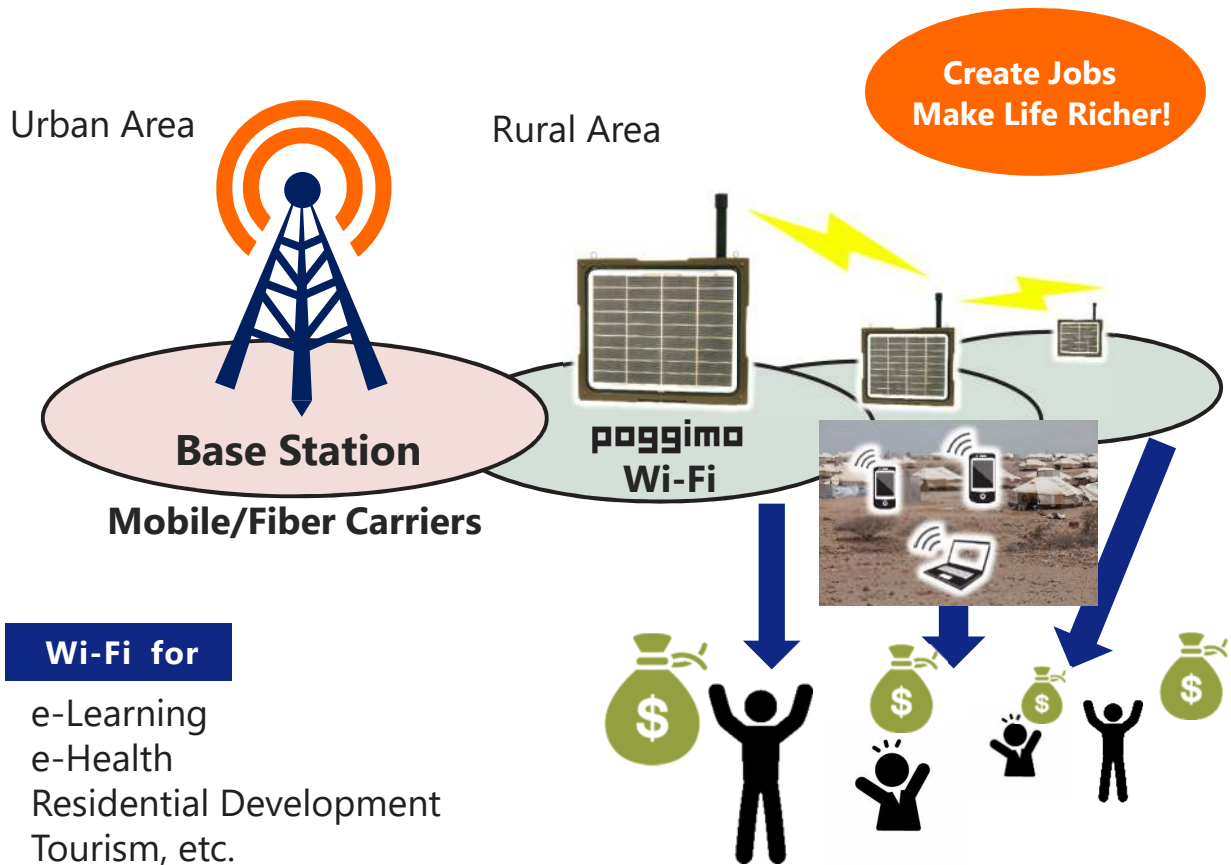 Create Jobs
Make Life Richer!
Urban Area
Rural Area
Base Station
Mobile/Fiber Carriers
poggimo
Wi-Fi
Wi-Fi for
e-Learning
e-Health
Residential Development
Tourism, etc.
$
$
$
$